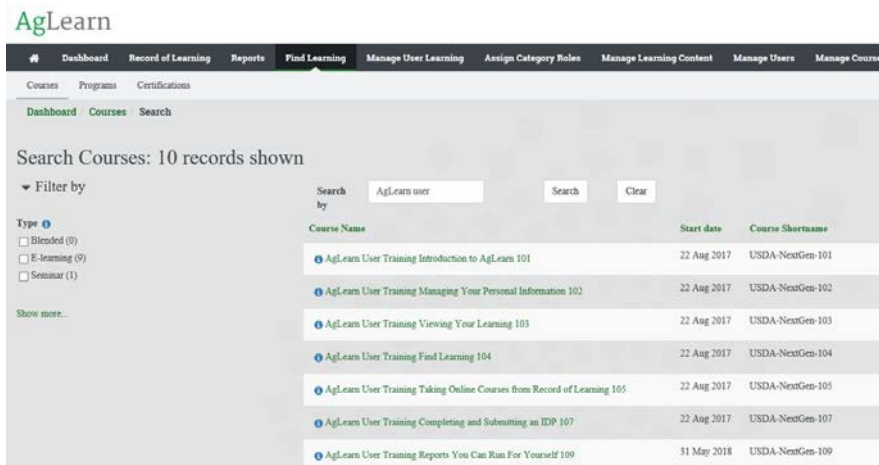 AgLearn
Dashboard Record of Learning Reports Find Learning Manage User Learning Assign Category Roles Manage Learning Content Manage Users Manage Course
Courses Programs Certifications
Dashboard / Courses / Search
Search Courses: 10 records shown
Filter by
Search by AgLearn user Search Clear
Type
Blended (0)
E-learning (9)
Seminar (1)
Show more...
Course Name Start date Course Shortname
AgLearn User Training Introduction to AgLearn 101 22 Aug 2017 USDA-NextGen-101
AgLearn User Training Managing Your Personal Information 102 22 Aug 2017 USDA-NextGen-102
AgLearn User Training Viewing Your Learning 103 22 Aug 2017 USDA-NextGen-103
AgLearn User Training Find Learning 104 22 Aug 2017 USDA-NextGen-104
AgLearn User Training Taking Online Courses from Record of Learning 105 22 Aug 2017 USDA-NextGen-105
AgLearn User Training Completing and Submitting an IDP 107 22 Aug 2017 USDA-NextGen-107
AgLearn User Training Reports You Can Run For Yourself 109 31 May 2018 USDA-NextGen-109